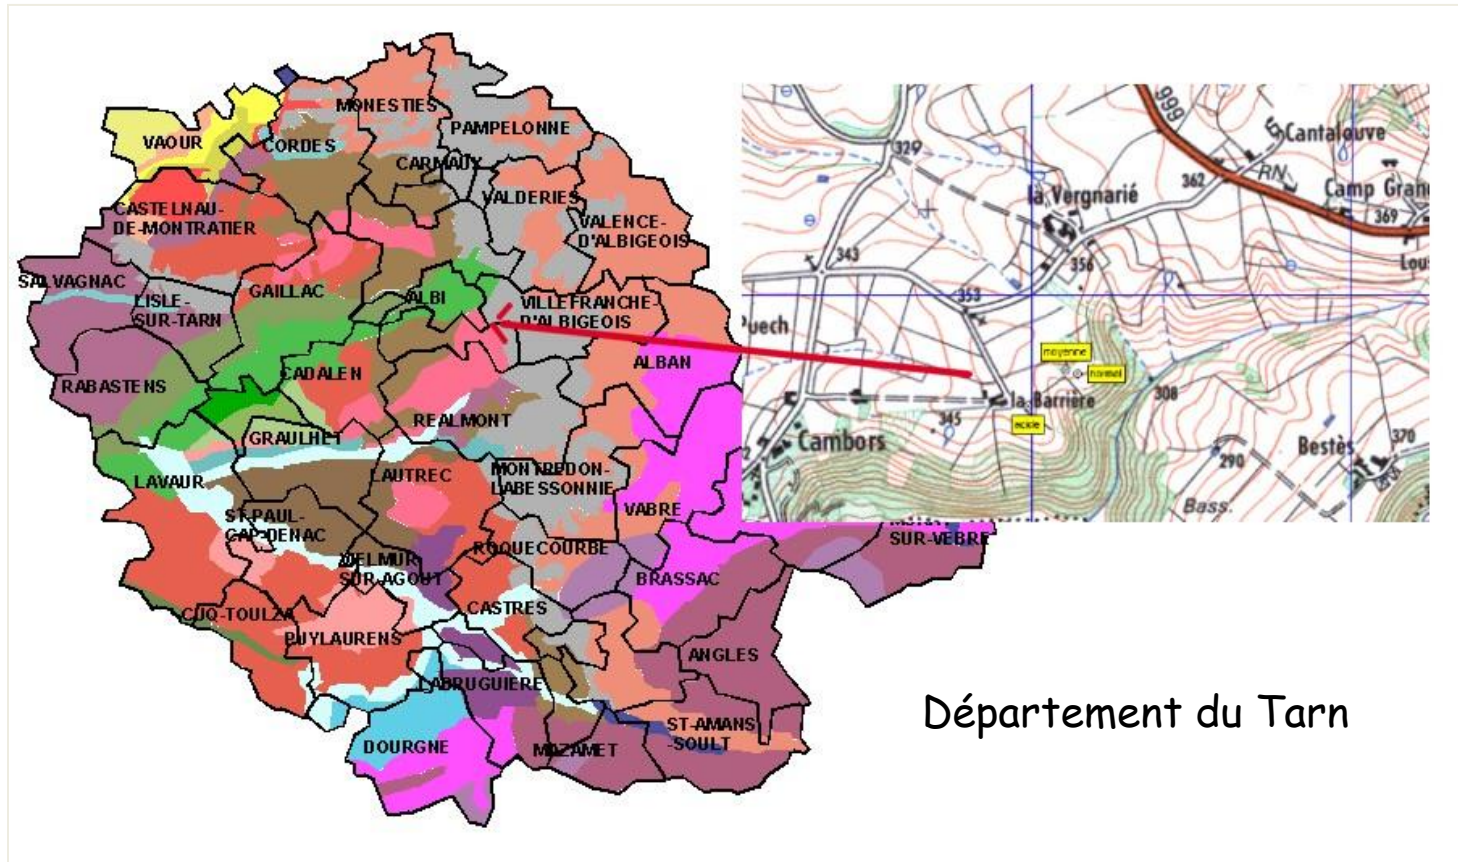 MONESTIES
PAMPELONNE
VAOUR
CORDES
CARMAUX
VALDERIES
CASTELNAU-
DE-MONTRATIER
VALENCE-
D'ALBIGEOIS
SALVAGNAC
LISLE-
SUR-TARN
GAILLAC
ALBI
VILLEFRANCHE-
D'ALBIGEOIS
RABASTENS
CADALEN
ALBAN
REALMONT
GRAULHET
LAVAUR
LAUTREC
MONTREDON-
LABESSONNIE
VABRE
ST-PAUL-
CAP-DENAC
VIELMUR
SUR-AGOUT
ROQUECOURBE
SUR-VEBRE
BRASSAC
CUQ-TOULZA
CASTRES
PUYLAURENS
ANGLES
LABRUGUIERE
DOURGNE
MAZAMET
ST-AMANS
-SOULT
999
Cantalouve
329
RN
la Vergnarié
362
Camp Gran
369
343
356
Lou
353
Puech
moyenne
normal
308
la Barrière
345
acide
Cambors
2
290
Bestès
370
Bass.
Département du Tarn